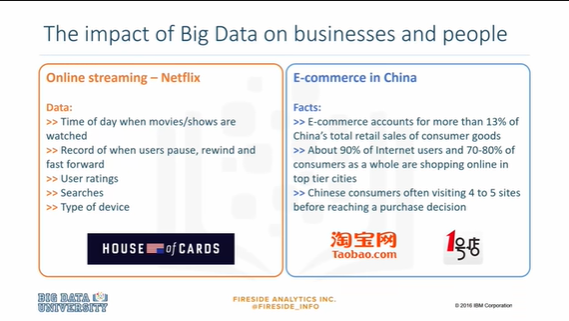 The impact of Big Data on businesses and people
Online streaming – Netflix
Data:
>> Time of day when movies/shows are
watched
>> Record of when users pause, rewind and
fast forward
>> User ratings
>> Searches
>> Type of device
HOUSE of CARDS
E-commerce in China
Facts:
>> E-commerce accounts for more than 13% of
China's total retail sales of consumer goods
>> About 90% of Internet users and 70-80% of
consumers as a whole are shopping online in
top tier cities
>> Chinese consumers often visiting 4 to 5 sites
before reaching a purchase decision
淘宝网
Taobao.com
1号店
BIG DATA
UNIVERSITY
FIRESIDE ANALYTICS INC.
@FIRESIDE_INFO
© 2016 IBM Corporation